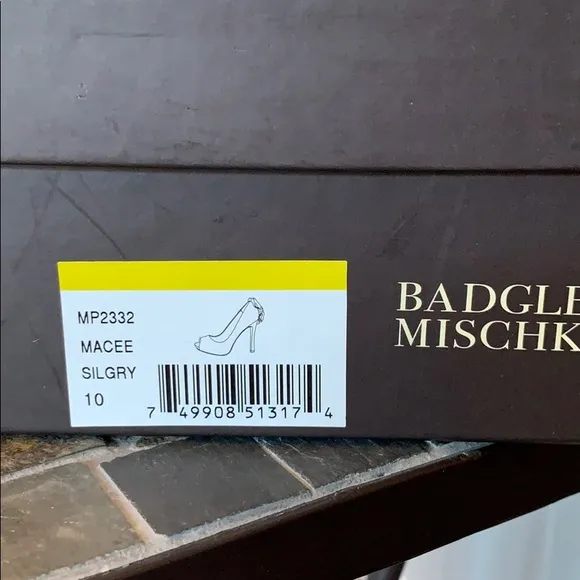 MP2332
MACEE
SILGRY
10
7 49908 51317 4
BADGLE
MISCHK